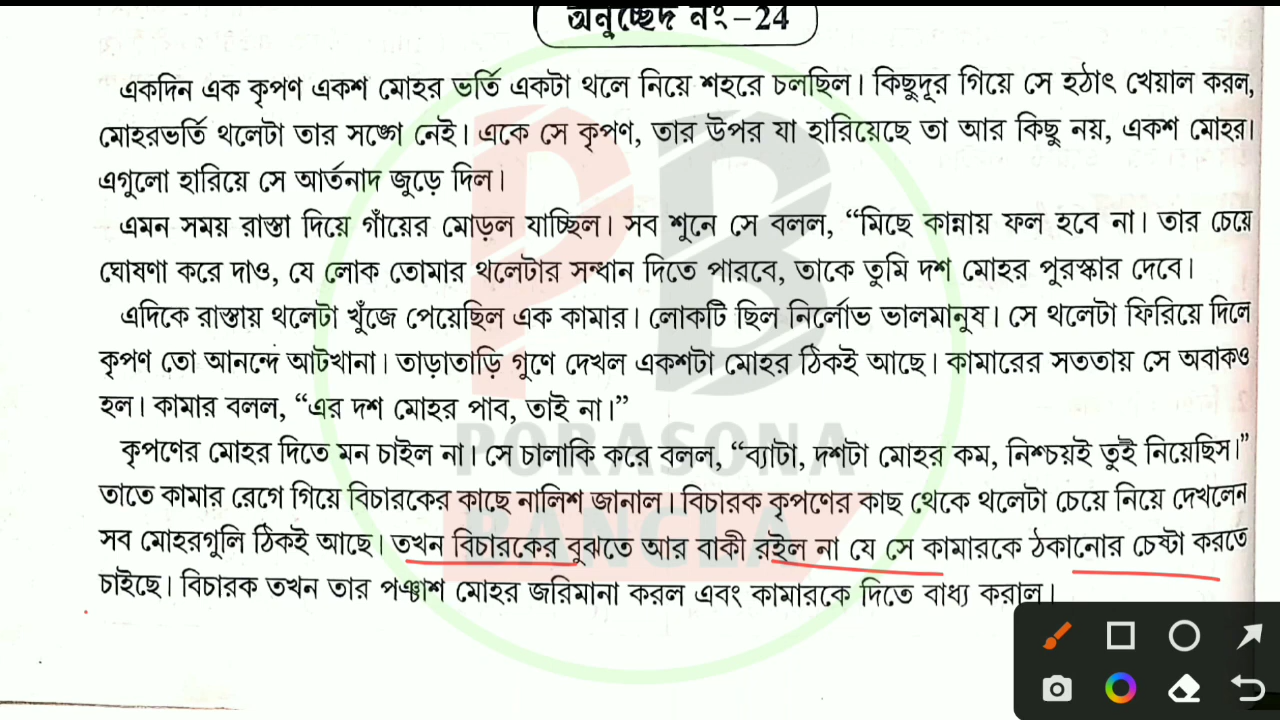 অনুচ্ছেদ নং-24
একদিন এক কৃপণ একশ মোহর ভর্তি একটা থলে নিয়ে শহরে চলছিল। কিছুদূর গিয়ে সে হঠাৎ খেয়াল করল,
মোহরভর্তি থলেটা তার সঙ্গে নেই। একে সে কৃপণ, তার উপর যা হারিয়েছে তা আর কিছু নয়, একশ মোহর।
এগুলো হারিয়ে সে আর্তনাদ জুড়ে দিল।
এমন সময় রাস্তা দিয়ে গাঁয়ের মোড়ল যাচ্ছিল। সব শুনে সে বলল, “মিছে কান্নায় ফল হবে না। তার চেয়ে
ঘোষণা করে দাও, যে লোক তোমার থলেটার সন্ধান দিতে পারবে, তাকে তুমি দশ মোহর পুরস্কার দেবে।
এদিকে রাস্তায় থলেটা খুঁজে পেয়েছিল এক কামার। লোকটি ছিল নির্লোভ ভালমানুষ। সে থলেটা ফিরিয়ে দিলে
কৃপণ তো আনন্দে আটখানা। তাড়াতাড়ি গুণে দেখল একশটা মোহর ঠিকই আছে। কামারের সততায় সে অবাকও
হল। কামার বলল, “এর দশ মোহর পাব, তাই না।”
কৃপণের মোহর দিতে মন চাইল না। সে চালাকি করে বলল, “ব্যাটা, দশটা মোহর কম, নিশ্চয়ই তুই নিয়েছিস।”
তাতে কামার রেগে গিয়ে বিচারকের কাছে নালিশ জানাল। বিচারক কৃপণের কাছ থেকে থলেটা চেয়ে নিয়ে দেখলেন
সব মোহরগুলি ঠিকই আছে। তখন বিচারকের বুঝতে আর বাকী রইল না যে সে কামারকে ঠকানোর চেষ্টা করতে
চাইছে। বিচারক তখন তার পঞ্চাশ মোহর জরিমানা করল এবং কামারকে দিতে বাধ্য করাল।
PB
PORASONA
BANGLA